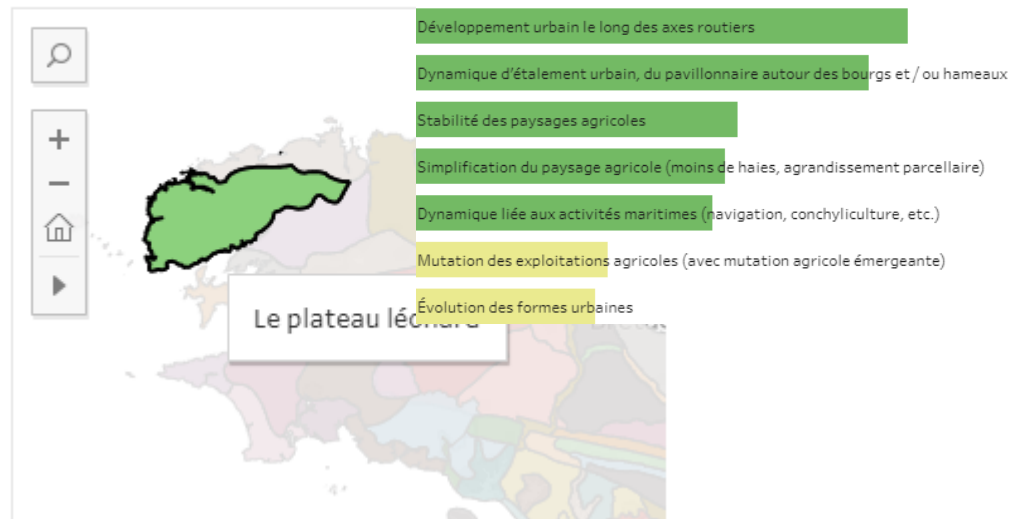 Développement urbain le long des axes routiers
Dynamique d'étalement urbain, du pavillonnaire autour des bourgs et / ou hameaux
Stabilité des paysages agricoles
Simplification du paysage agricole (moins de haies, agrandissement parcellaire)
Dynamique liée aux activités maritimes (navigation, conchyliculture, etc.)
Mutation des exploitations agricoles (avec mutation agricole émergeante)
Évolution des formes urbaines
Le plateau léonard